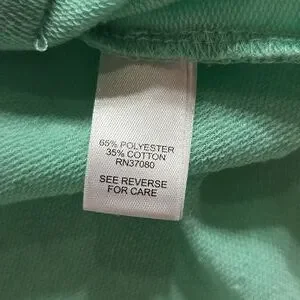 65% POLYESTER
35% COTTON
RN37080
SEE REVERSE
FOR CARE